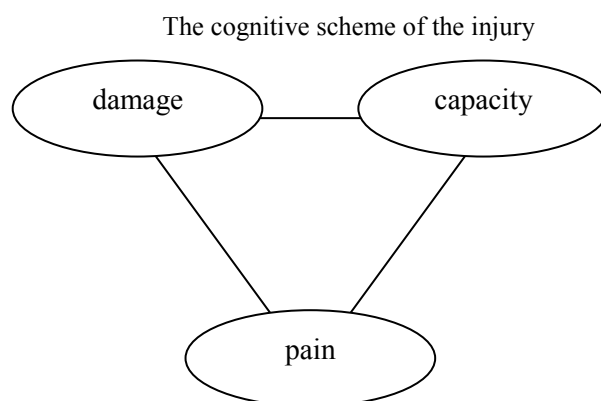 The cognitive scheme of the injury
damage
capacity
pain